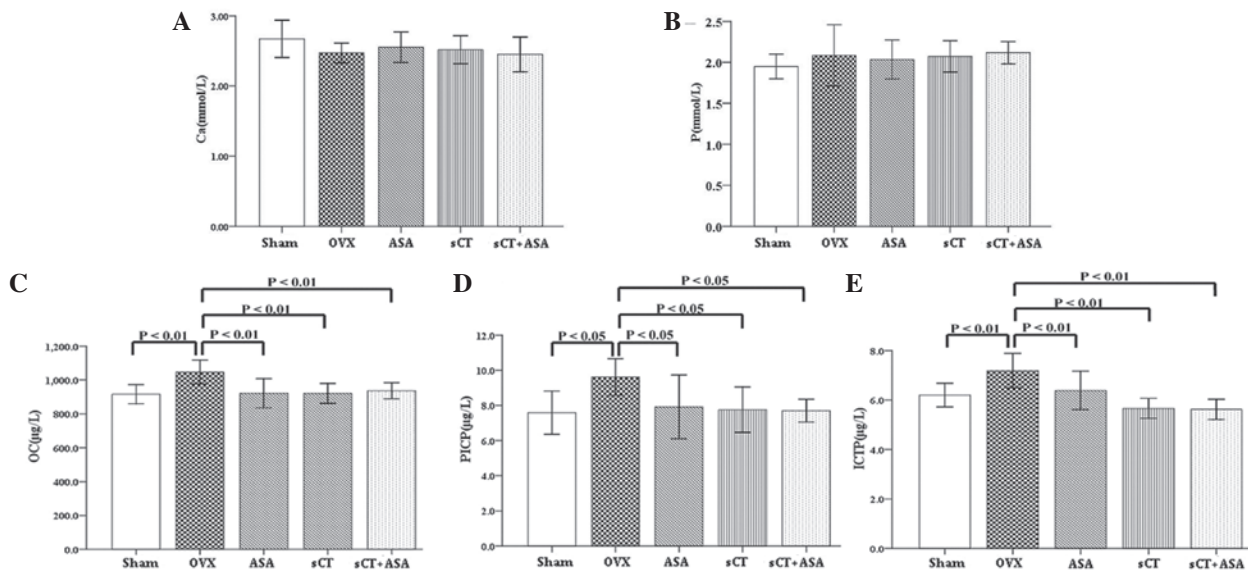 A
Ca(mmol/L)
3.00
2.00
1.00
0.00
Sham OVX ASA sCT sCT+ASA
B
P(mmol/L)
2.5
2.0
1.5
1.0
0.5
0.0
Sham OVX ASA sCT sCT+ASA
C
P < 0.01
P < 0.01
P < 0.01 P < 0.01
OC(µg/L)
1,200.0
1,000.0
800.0
600.0
400.0
200.0
0.0
Sham OVX ASA sCT sCT+ASA
D
P < 0.05
P < 0.05
P < 0.05 P < 0.05
PICP(µg/L)
12.0
10.0
8.0
6.0
4.0
2.0
0.0
Sham OVX ASA sCT sCT+ASA
E
P < 0.01
P < 0.01
P < 0.01 P < 0.01
ICTP(µg/L)
8.0
6.0
4.0
2.0
0.0
Sham OVX ASA sCT sCT+ASA